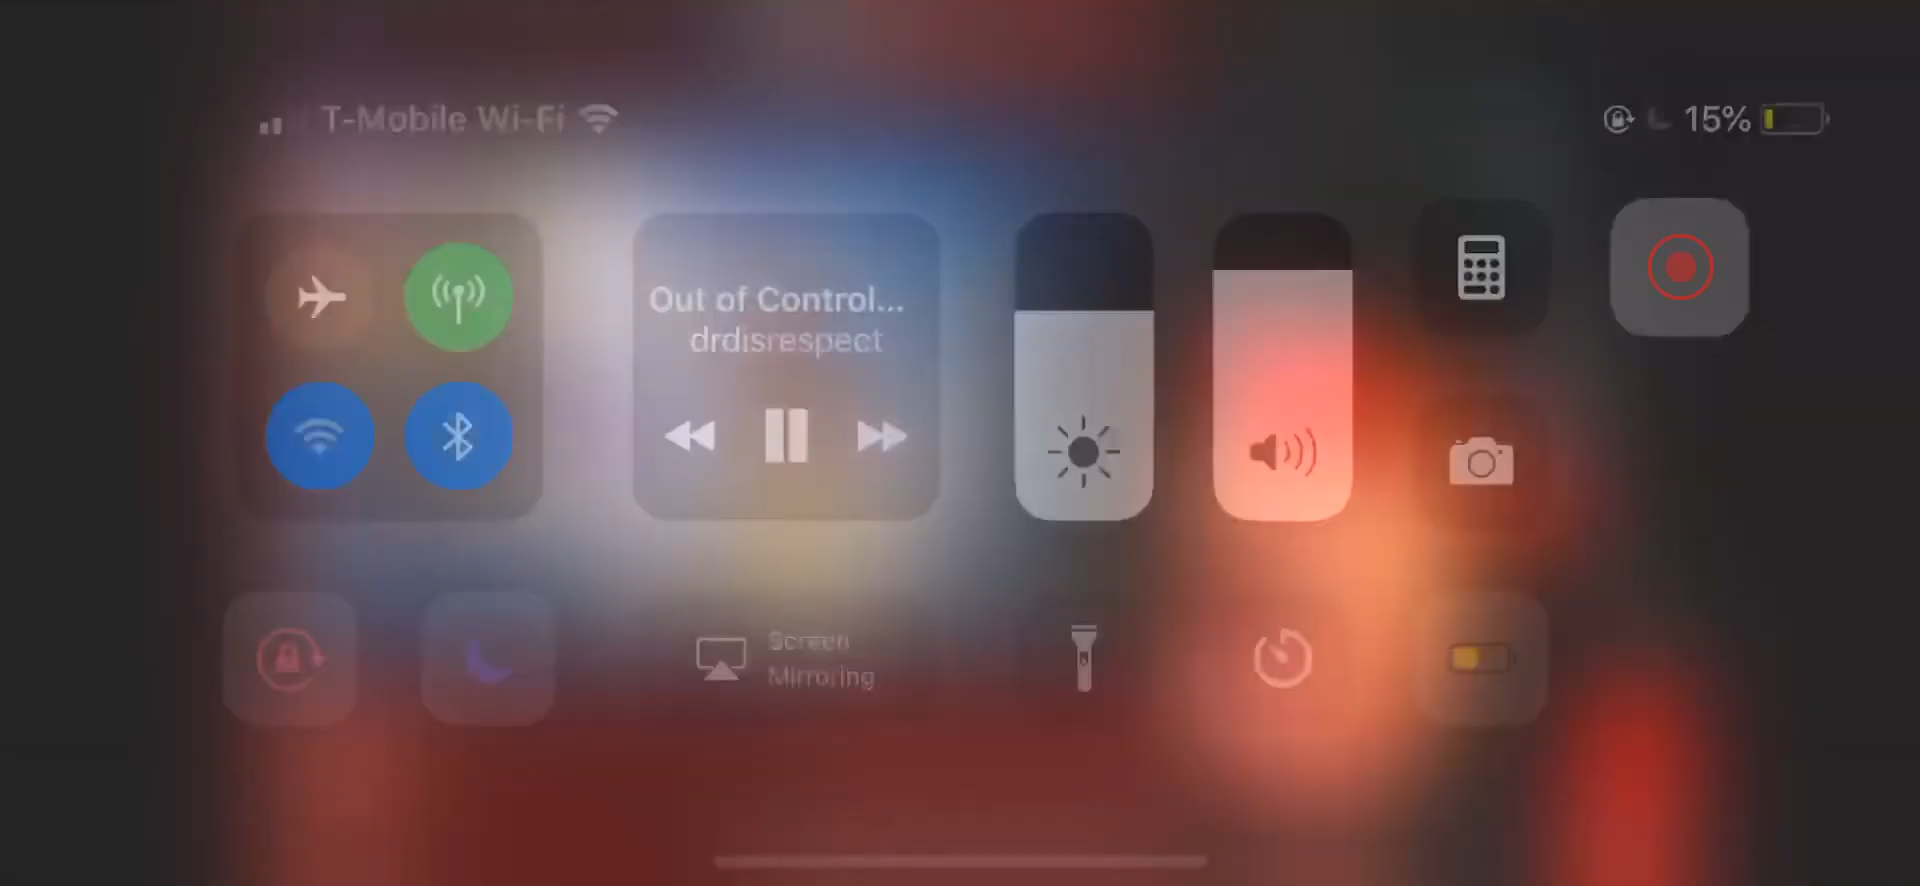 T-Mobile Wi-Fi
15%
Out of Control...
drdisrespect
Screen
Mirroring